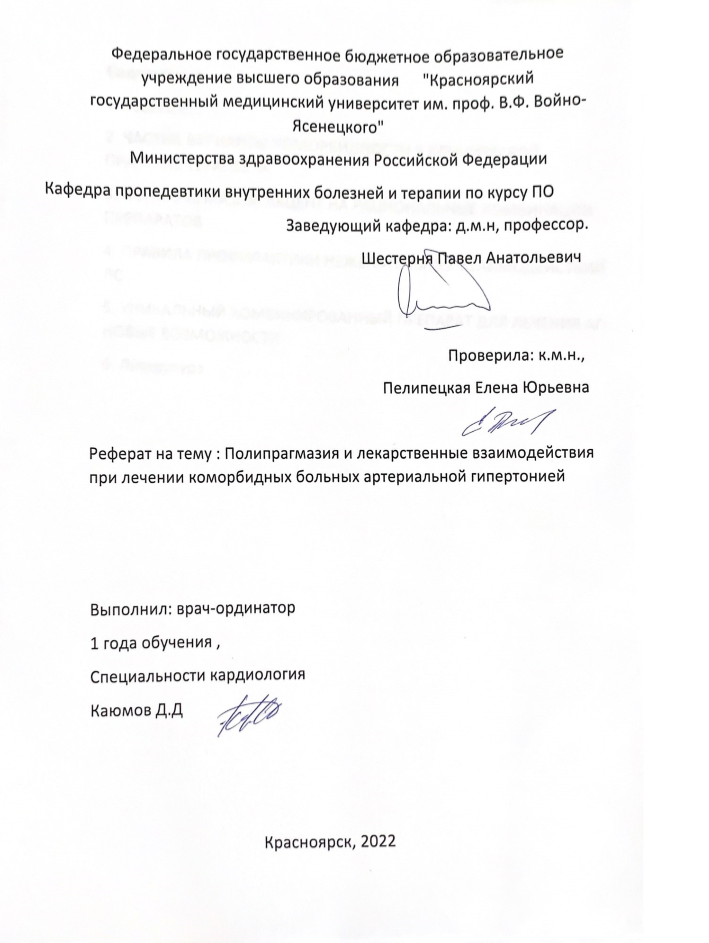 Федеральное государственное бюджетное образовательное
учреждение высшего образования "Красноярский
государственный медицинский университет им. проф. В.Ф. Войно-
Ясенецкого"
Министерства здравоохранения Российской Федерации
Кафедра пропедевтики внутренних болезней и терапии по курсу ПО
Заведующий кафедра: д.м.н, профессор.
Шестерня Павел Анатольевич
Проверила: к.м.н.,
Пелипецкая Елена Юрьевна
Реферат на тему : Полипрагмазия и лекарственные взаимодействия
при лечении коморбидных больных артериальной гипертонией
Выполнил: врач-ординатор
1 года обучения ,
Специальности кардиология
Каюмов Д.Д
Красноярск, 2022